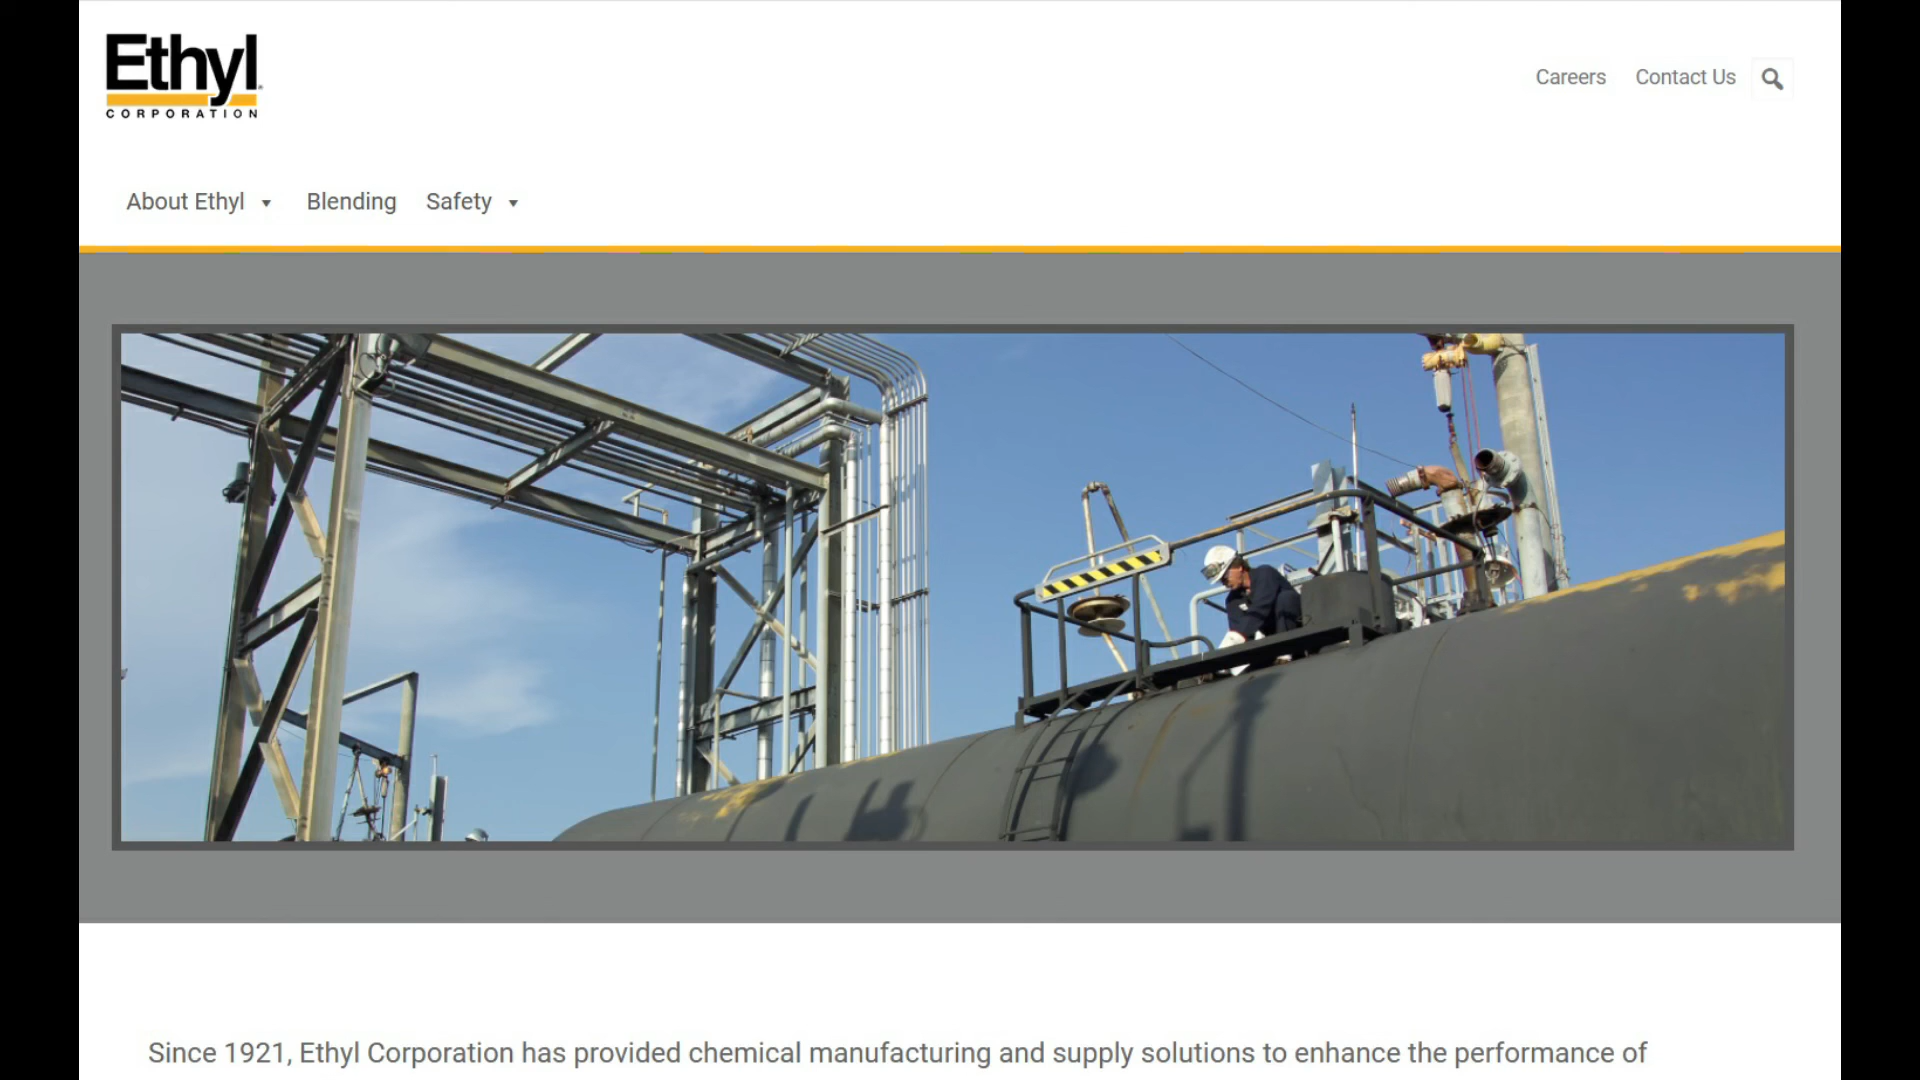 Ethyl
CORPORATION
Careers Contact Us
About Ethyl Blending Safety
Since 1921, Ethyl Corporation has provided chemical manufacturing and supply solutions to enhance the performance of